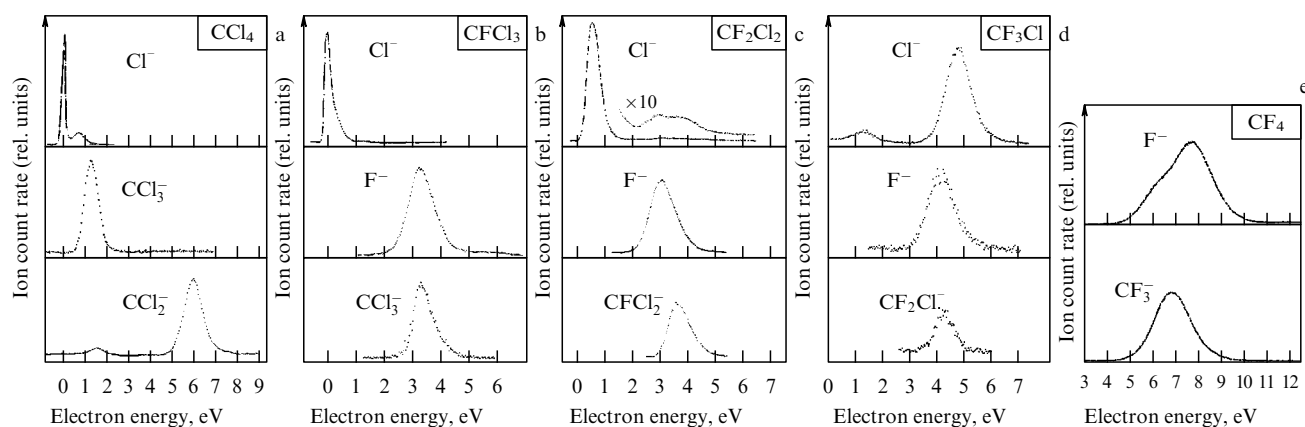 CCl₄ a
Cl⁻
CCl₃⁻
CCl₂⁻
Ion count rate (rel. units)
0 1 2 3 4 5 6 7 8 9
Electron energy, eV
CFCl₃ b
Cl⁻
F⁻
CCl₃⁻
Ion count rate (rel. units)
0 1 2 3 4 5 6
Electron energy, eV
CF₂Cl₂ c
Cl⁻
×10
F⁻
CFCl₂⁻
Ion count rate (rel. units)
0 1 2 3 4 5 6 7
Electron energy, eV
CF₃Cl d
Cl⁻
F⁻
CF₂Cl⁻
Ion count rate (rel. units)
0 1 2 3 4 5 6 7
Electron energy, eV
e
CF₄
F⁻
CF₃⁻
Ion count rate (rel. units)
3 4 5 6 7 8 9 10 11 12
Electron energy, eV